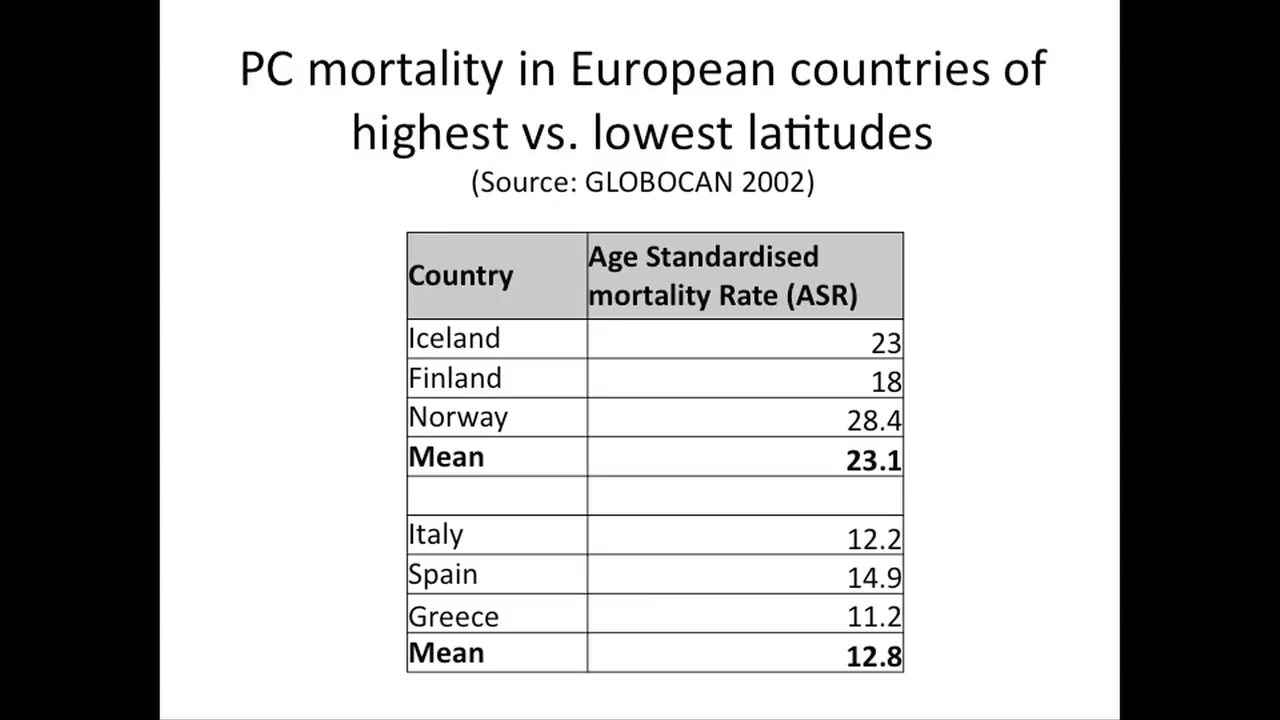 PC mortality in European countries of
highest vs. lowest latitudes
(Source: GLOBOCAN 2002)
Country
Age Standardised
mortality Rate (ASR)
Iceland 23
Finland 18
Norway 28.4
Mean 23.1
Italy 12.2
Spain 14.9
Greece 11.2
Mean 12.8